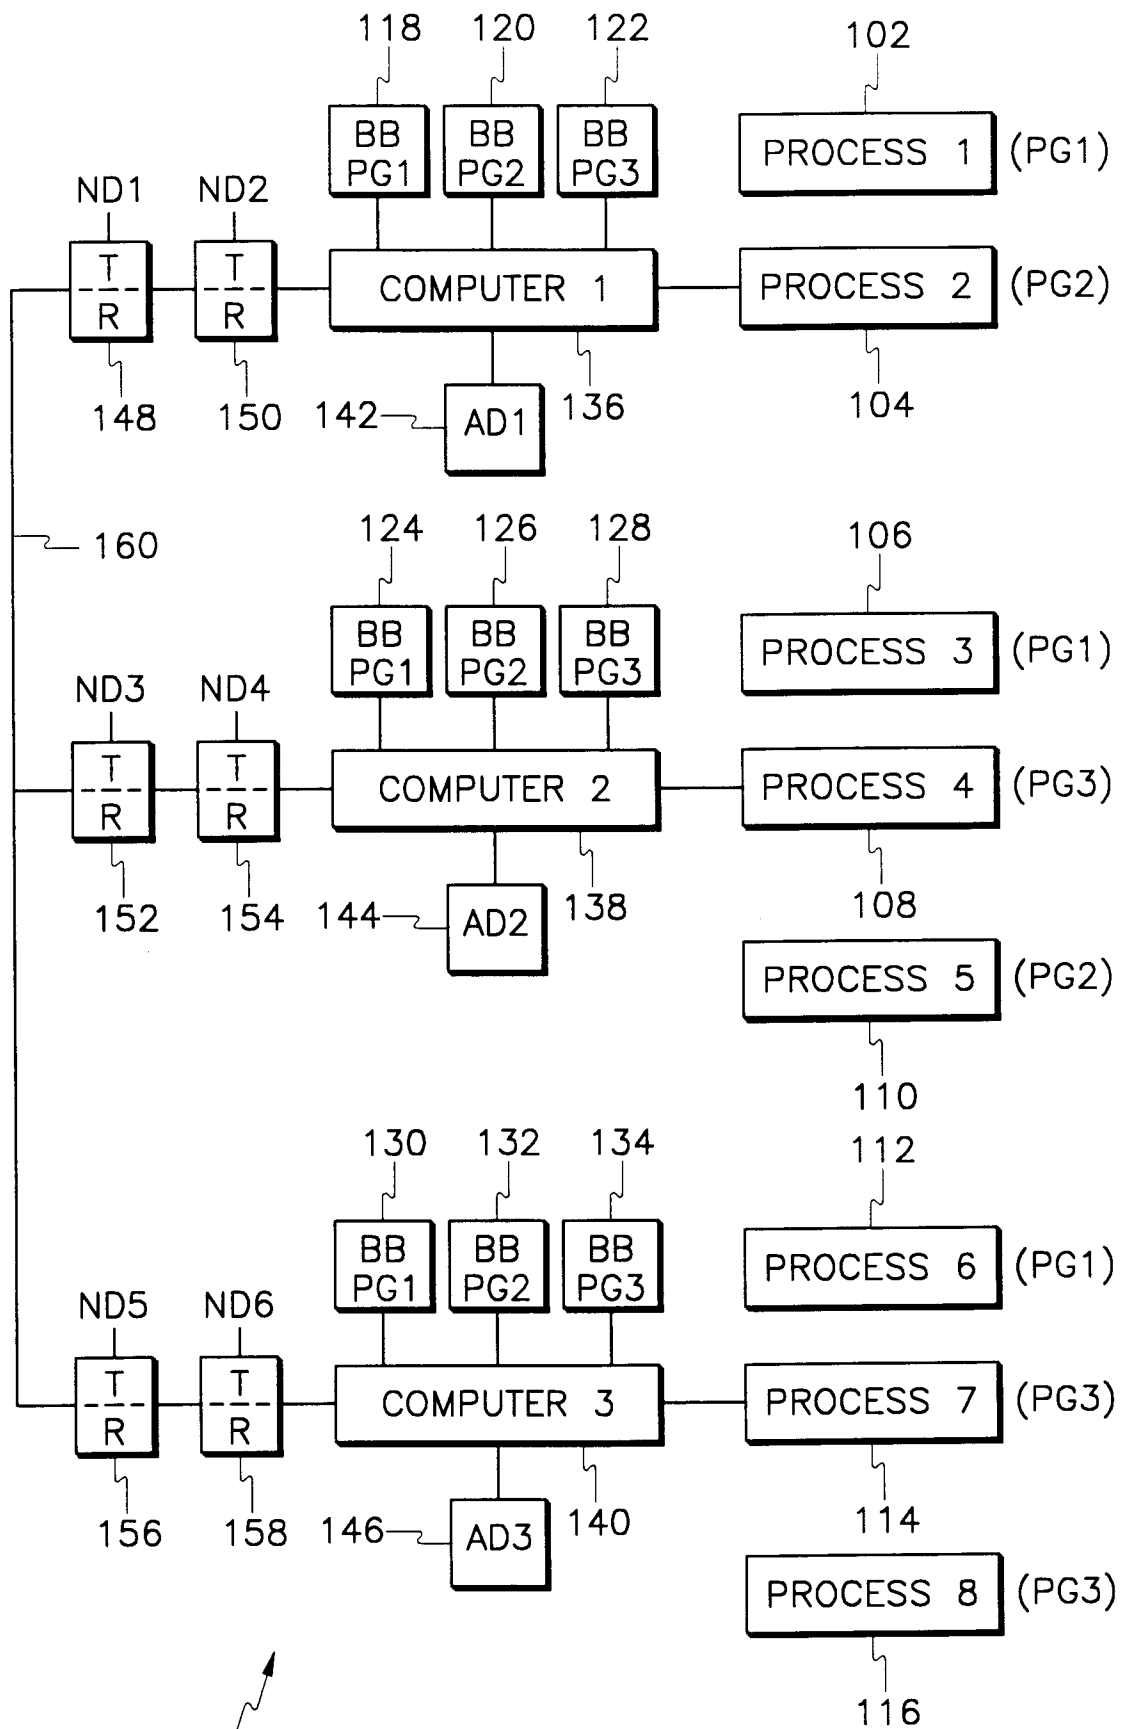 118 120 122 102
BB BB BB
PG1 PG2 PG3
PROCESS 1 (PG1)
ND1 ND2
T T
R R
COMPUTER 1
PROCESS 2 (PG2)
148 150 142 AD1 136 104
160
124 126 128 106
BB BB BB
PG1 PG2 PG3
PROCESS 3 (PG1)
ND3 ND4
T T
R R
COMPUTER 2
PROCESS 4 (PG3)
152 154 144 AD2 138 108
PROCESS 5 (PG2)
110
130 132 134 112
BB BB BB
PG1 PG2 PG3
PROCESS 6 (PG1)
ND5 ND6
T T
R R
COMPUTER 3
PROCESS 7 (PG3)
156 158 146 AD3 140 114
PROCESS 8 (PG3)
116